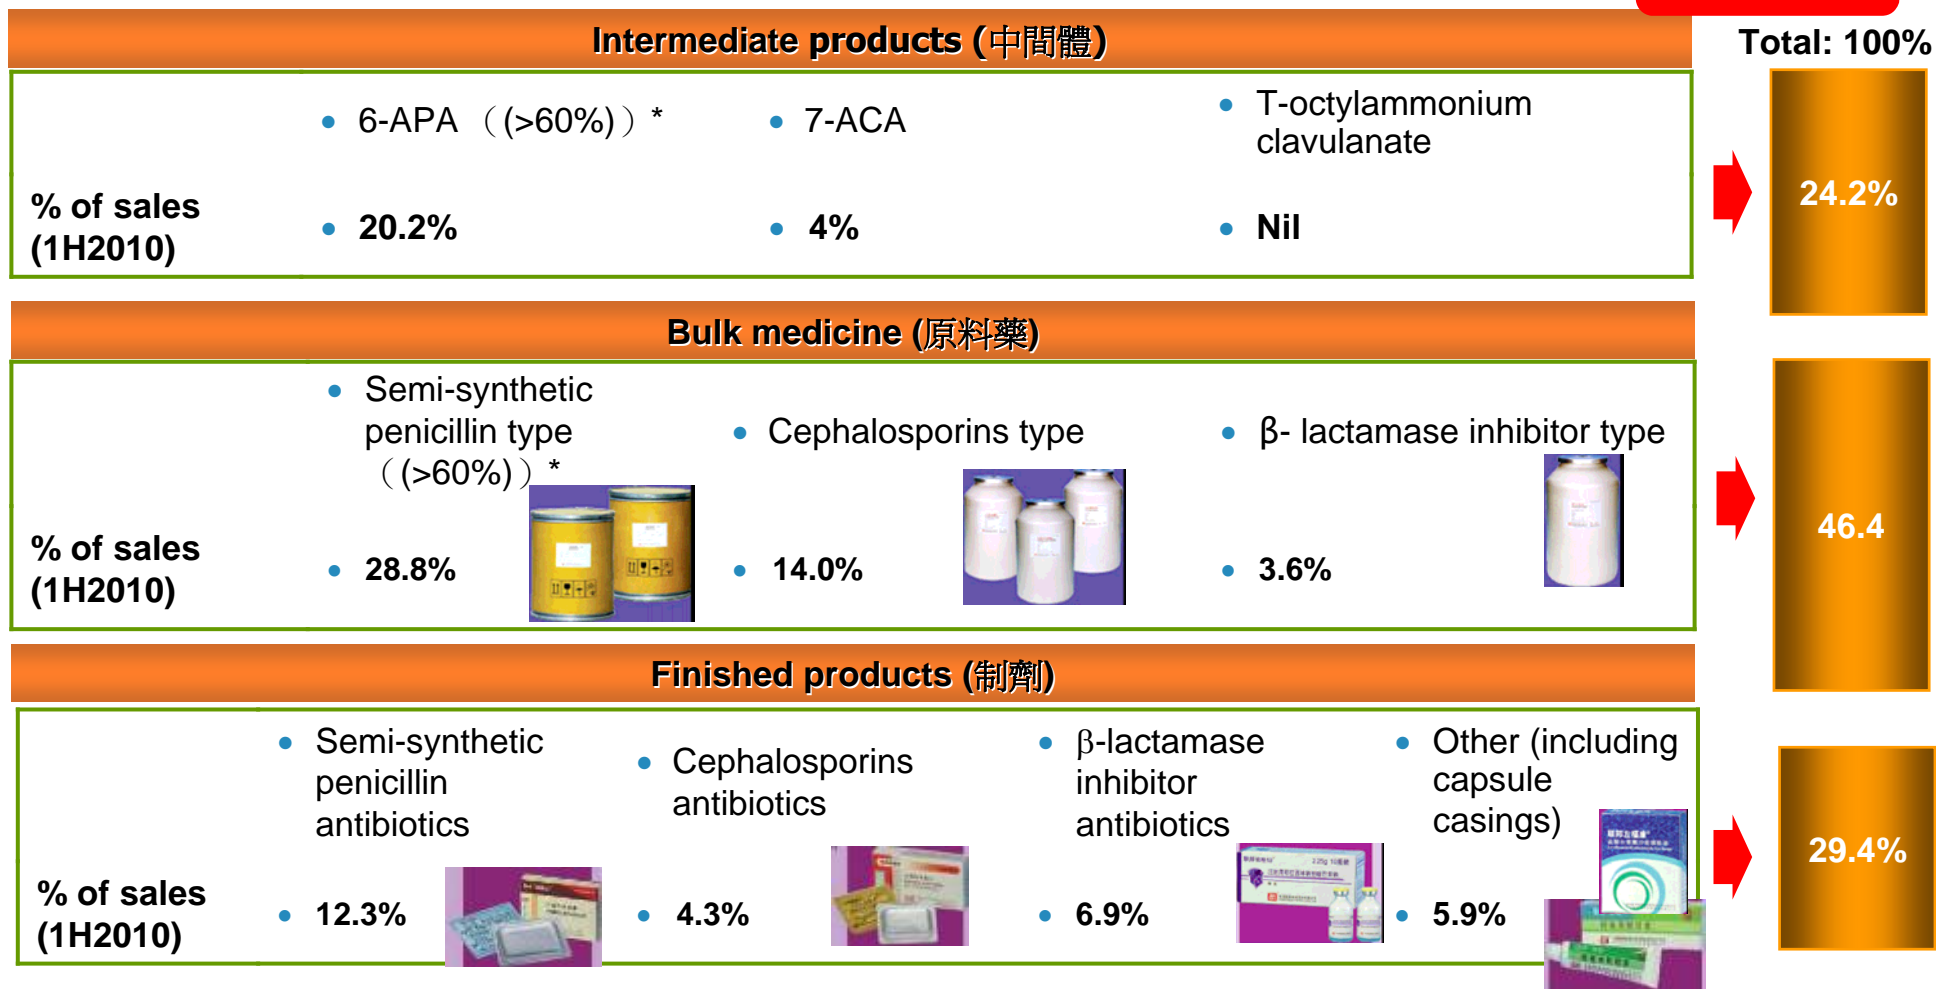 Intermediate products (中間體)
Total: 100%
• 6-APA （(>60%)）*
• 7-ACA
• T-octylammonium
clavulanate
% of sales
(1H2010)
• 20.2%
• 4%
• Nil
24.2%
Bulk medicine (原料藥)
• Semi-synthetic
penicillin type
（(>60%)）*
• Cephalosporins type
• β- lactamase inhibitor type
% of sales
(1H2010)
• 28.8%
• 14.0%
• 3.6%
46.4
Finished products (制劑)
• Semi-synthetic
penicillin
antibiotics
• Cephalosporins
antibiotics
• β-lactamase
inhibitor
antibiotics
• Other (including
capsule
casings)
% of sales
(1H2010)
• 12.3%
• 4.3%
• 6.9%
• 5.9%
29.4%